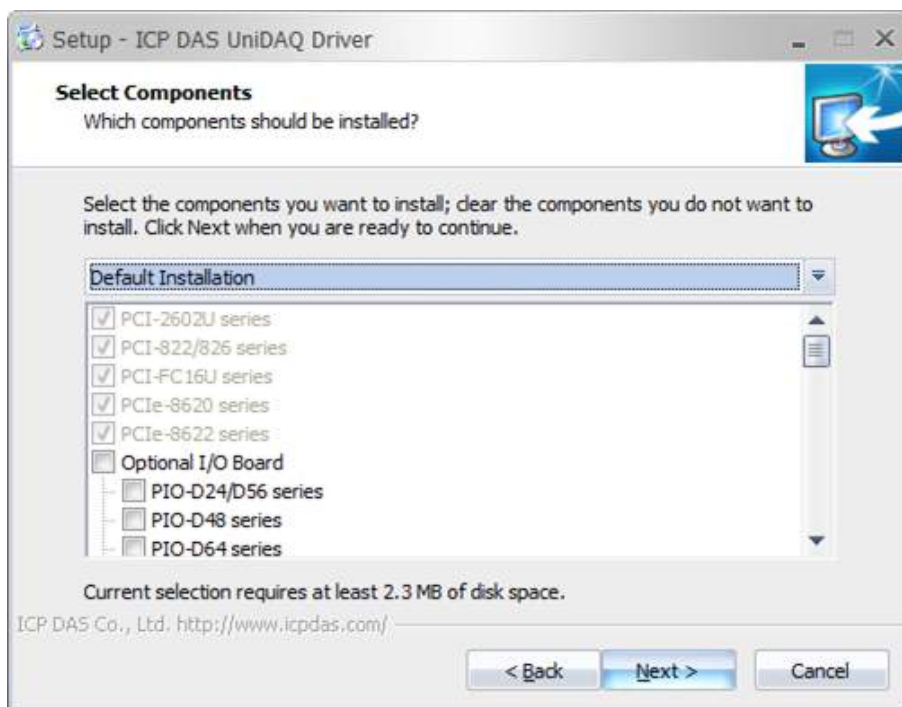 Setup - ICP DAS UniDAQ Driver
Select Components
Which components should be installed?
Select the components you want to install; clear the components you do not want to
install. Click Next when you are ready to continue.
Default Installation
PCI-2602U series
PCI-822/826 series
PCI-FC16U series
PCIe-8620 series
PCIe-8622 series
Optional I/O Board
PIO-D24/D56 series
PIO-D48 series
PIO-D64 series
Current selection requires at least 2.3 MB of disk space.
ICP DAS Co., Ltd. http://www.icpdas.com/
< Back
Next >
Cancel